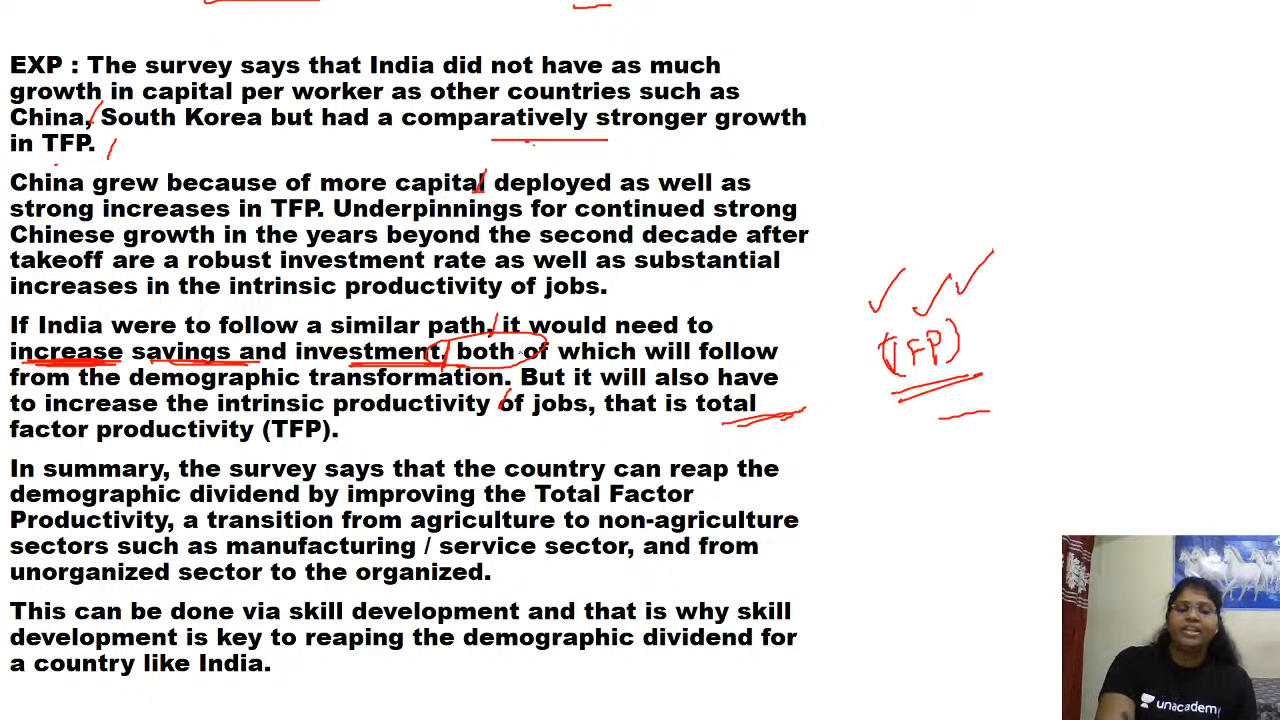 EXP : The survey says that India did not have as much
growth in capital per worker as other countries such as
China, South Korea but had a comparatively stronger growth
in TFP.
China grew because of more capital deployed as well as
strong increases in TFP. Underpinnings for continued strong
Chinese growth in the years beyond the second decade after
takeoff are a robust investment rate as well as substantial
increases in the intrinsic productivity of jobs.
If India were to follow a similar path, it would need to
increase savings and investment, both of which will follow
from the demographic transformation. But it will also have
to increase the intrinsic productivity of jobs, that is total
factor productivity (TFP).
In summary, the survey says that the country can reap the
demographic dividend by improving the Total Factor
Productivity, a transition from agriculture to non-agriculture
sectors such as manufacturing / service sector, and from
unorganized sector to the organized.
This can be done via skill development and that is why skill
development is key to reaping the demographic dividend for
a country like India.
(TFP)
unacademy